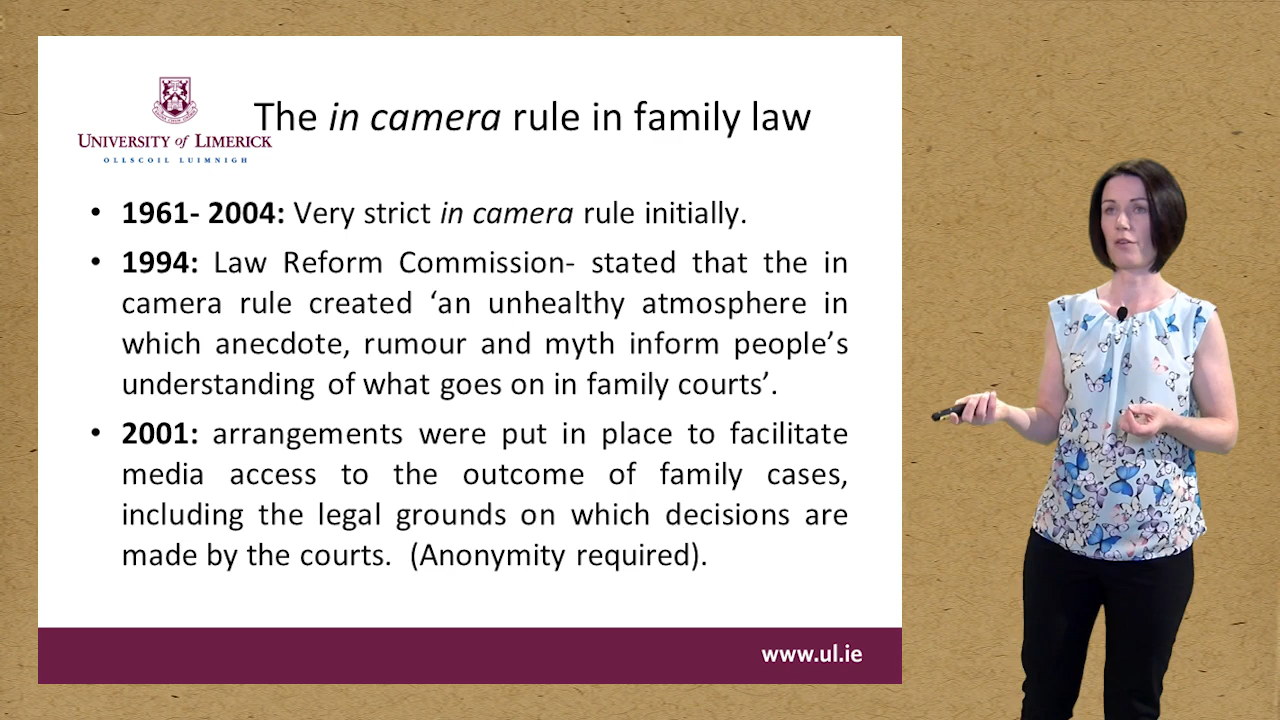 The in camera rule in family law
UNIVERSITY of LIMERICK
OLLSCOIL LUIMNIGH
• 1961- 2004: Very strict in camera rule initially.
• 1994: Law Reform Commission- stated that the in
camera rule created ‘an unhealthy atmosphere in
which anecdote, rumour and myth inform people’s
understanding of what goes on in family courts’.
• 2001: arrangements were put in place to facilitate
media access to the outcome of family cases,
including the legal grounds on which decisions are
made by the courts. (Anonymity required).
www.ul.ie